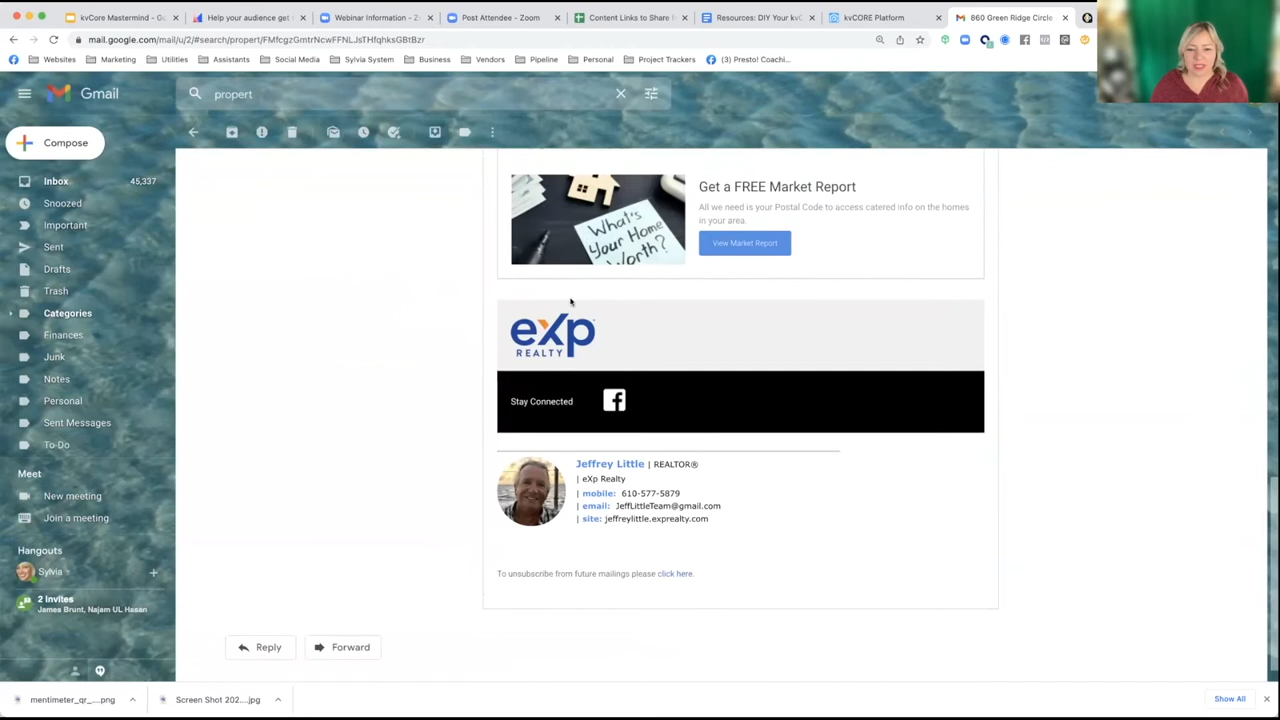 kvCore Mastermind - Go
Help your audience get
Webinar Information - Z
Post Attendee - Zoom
Content Links to Share f
Resources: DIY Your kvC
kvCORE Platform
860 Green Ridge Circle
mail.google.com/mail/u/2/#search/propert/FMfcgzGmtrNcwFFNLJsTHfqhksGBtBzr
Websites
Marketing
Utilities
Assistants
Social Media
Sylvia System
Business
Vendors
Pipeline
Personal
Project Trackers
(3) Presto! Coachi...
Gmail
propert
Compose
Inbox 45,337
Snoozed
Important
Sent
Drafts
Trash
Categories
Finances
Junk
Notes
Personal
Sent Messages
To-Do
Meet
New meeting
Join a meeting
Hangouts
Sylvia
2 Invites
James Brunt, Najam UL Hasan
What's
Your Home
Worth?
Get a FREE Market Report
All we need is your Postal Code to access catered info on the homes
in your area.
View Market Report
eXp
REALTY
Stay Connected
Jeffrey Little | REALTOR®
| eXp Realty
| mobile: 610-577-5879
| email: JeffLittleTeam@gmail.com
| site: jeffreylittle.exprealty.com
To unsubscribe from future mailings please click here.
Reply
Forward
mentimeter_qr_....png
Screen Shot 202....jpg
Show All